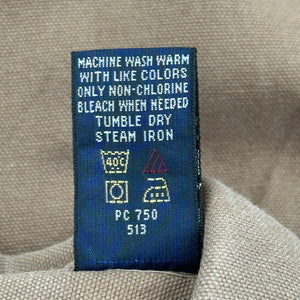 MACHINE WASH WARM
WITH LIKE COLORS
ONLY NON-CHLORINE
BLEACH WHEN NEEDED
TUMBLE DRY
STEAM IRON
40°C
PC 750
513